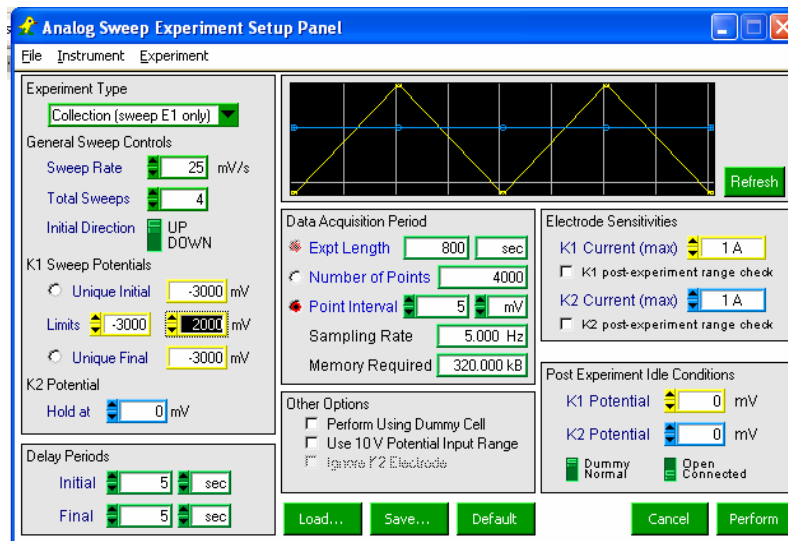 Analog Sweep Experiment Setup Panel
File Instrument Experiment
Experiment Type
Collection (sweep E1 only)
General Sweep Controls
Sweep Rate 25 mV/s
Total Sweeps 4
Initial Direction UP
DOWN
K1 Sweep Potentials
Unique Initial -3000 mV
Limits -3000 2000 mV
Unique Final -3000 mV
K2 Potential
Hold at 0 mV
Delay Periods
Initial 5 sec
Final 5 sec
Refresh
Data Acquisition Period
Expt Length 800 sec
Number of Points 4000
Point Interval 5 mV
Sampling Rate 5.000 Hz
Memory Required 320.000 kB
Other Options
Perform Using Dummy Cell
Use 10 V Potential Input Range
Ignore K2 Electrode
Electrode Sensitivities
K1 Current (max) 1 A
K1 post-experiment range check
K2 Current (max) 1 A
K2 post-experiment range check
Post Experiment Idle Conditions
K1 Potential 0 mV
K2 Potential 0 mV
Dummy Open
Normal Connected
Load... Save... Default Cancel Perform